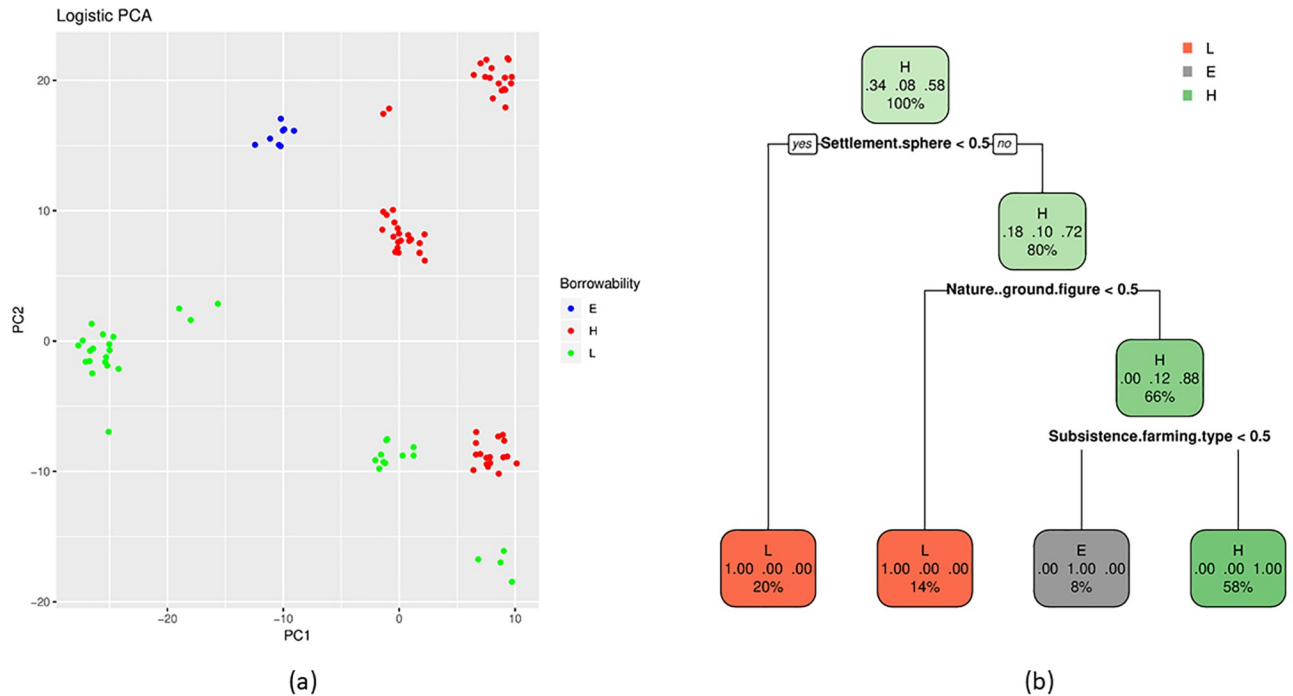 Logistic PCA
20
10
0
−10
−20
PC2
−20
−10
0
10
PC1
Borrowability
E
H
L
(a)
L
E
H
H
.34 .08 .58
100%
yes Settlement.sphere < 0.5 no
H
.18 .10 .72
80%
Nature..ground.figure < 0.5
H
.00 .12 .88
66%
Subsistence.farming.type < 0.5
L
1.00 .00 .00
20%
L
1.00 .00 .00
14%
E
.00 1.00 .00
8%
H
.00 .00 1.00
58%
(b)